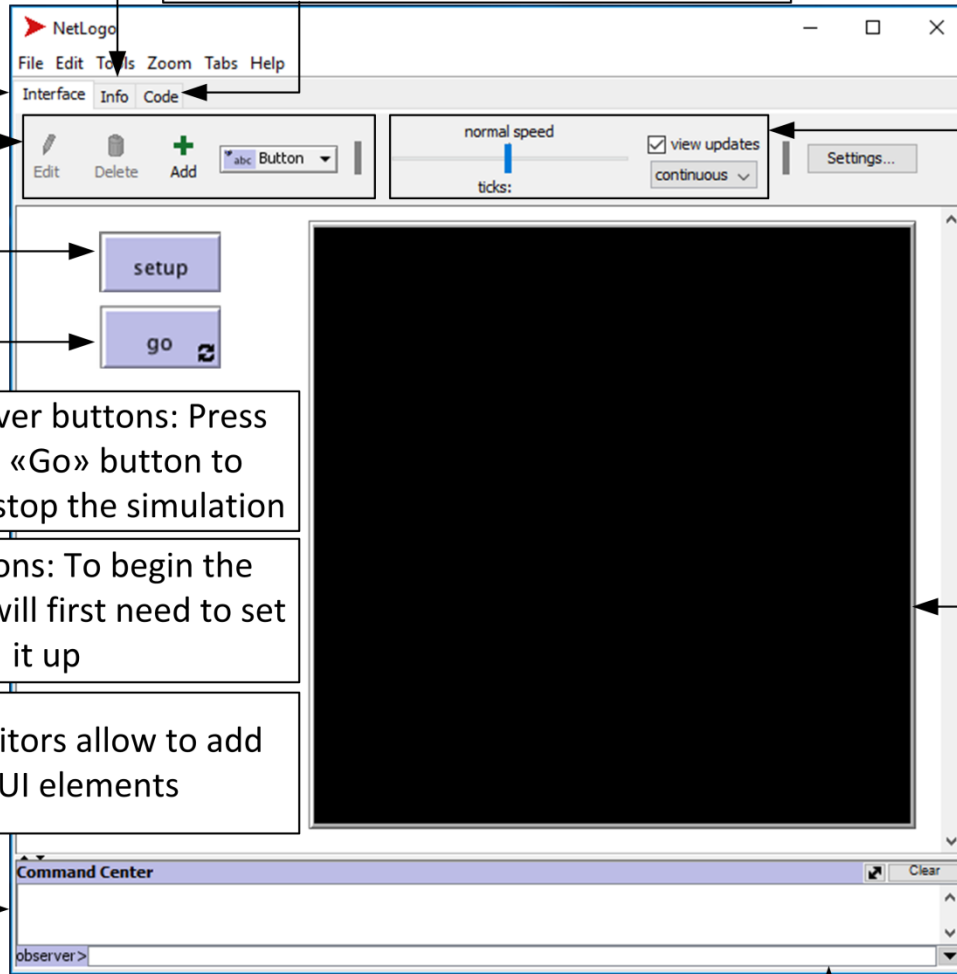 NetLogo
File Edit Tools Zoom Tabs Help
Interface Info Code
Edit Delete Add abc Button
normal speed
ticks:
view updates
continuous
Settings...
setup
go
ver buttons: Press
«Go» button to
stop the simulation
ons: To begin the
will first need to set
it up
itors allow to add
UI elements
Command Center
Clear
observer>